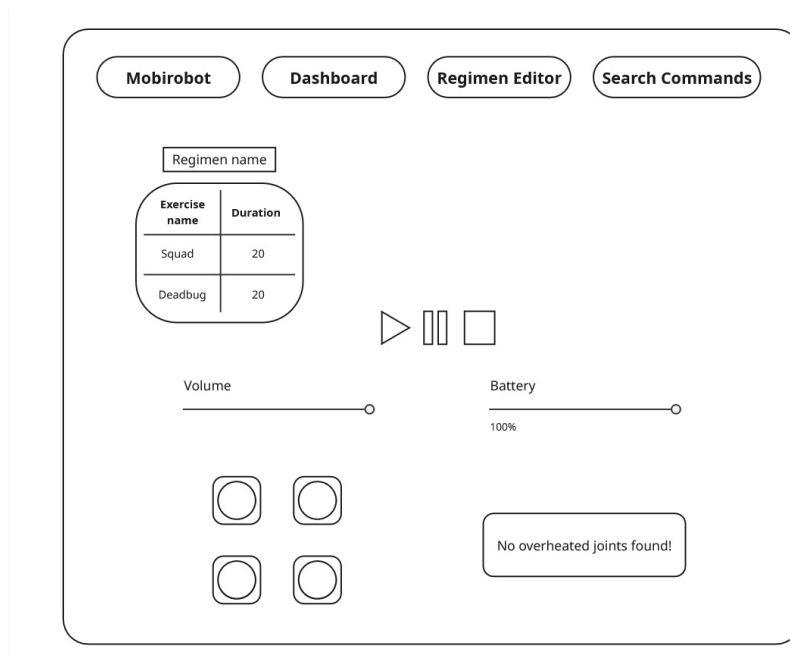 Mobirobot
Dashboard
Regimen Editor
Search Commands
Regimen name
Exercise
name
Duration
Squad
20
Deadbug
20
Volume
Battery
100%
No overheated joints found!